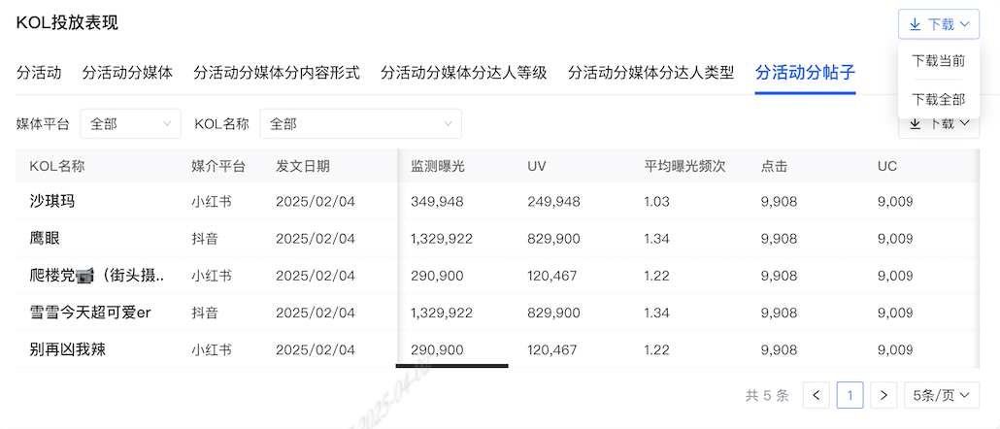 KOL投放表现
下载
下载当前
下载全部
分活动 分活动分媒体 分活动分媒体分内容形式 分活动分媒体分达人等级 分活动分媒体分达人类型 分活动分帖子
媒体平台 全部 KOL名称 全部 下载
KOL名称 媒介平台 发文日期 监测曝光 UV 平均曝光频次 点击 UC
沙琪玛 小红书 2025/02/04 349,948 249,948 1.03 9,908 9,009
鹰眼 抖音 2025/02/04 1,329,922 829,900 1.34 9,908 9,009
爬楼党📹（街头摄.. 小红书 2025/02/04 290,900 120,467 1.22 9,908 9,009
雪雪今天超可爱er 抖音 2025/02/04 1,329,922 829,900 1.34 9,908 9,009
别再凶我辣 小红书 2025/02/04 290,900 120,467 1.22 9,908 9,009
共 5 条 < 1 > 5条/页